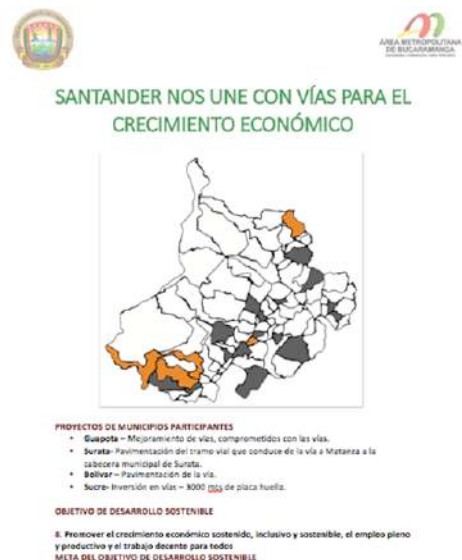 ÁREA METROPOLITANA
DE BUCARAMANGA
SANTANDER NOS UNE CON VÍAS PARA EL
CRECIMIENTO ECONÓMICO
PROYECTOS DE MUNICIPIOS PARTICIPANTES
• Guapota – Mejoramiento de vías, comprometidos con las vías.
• Surata- Pavimentación del tramo vial que conduce de la vía a Matanza a la
cabecera municipal de Surata.
• Bolívar – Pavimentación de la vía.
• Sucre- Inversión en vías – 3000 mts de placa huella.
OBJETIVO DE DESARROLLO SOSTENIBLE
8. Promover el crecimiento económico sostenido, inclusivo y sostenible, el empleo pleno
y productivo y el trabajo decente para todos
META DEL OBJETIVO DE DESARROLLO SOSTENIBLE